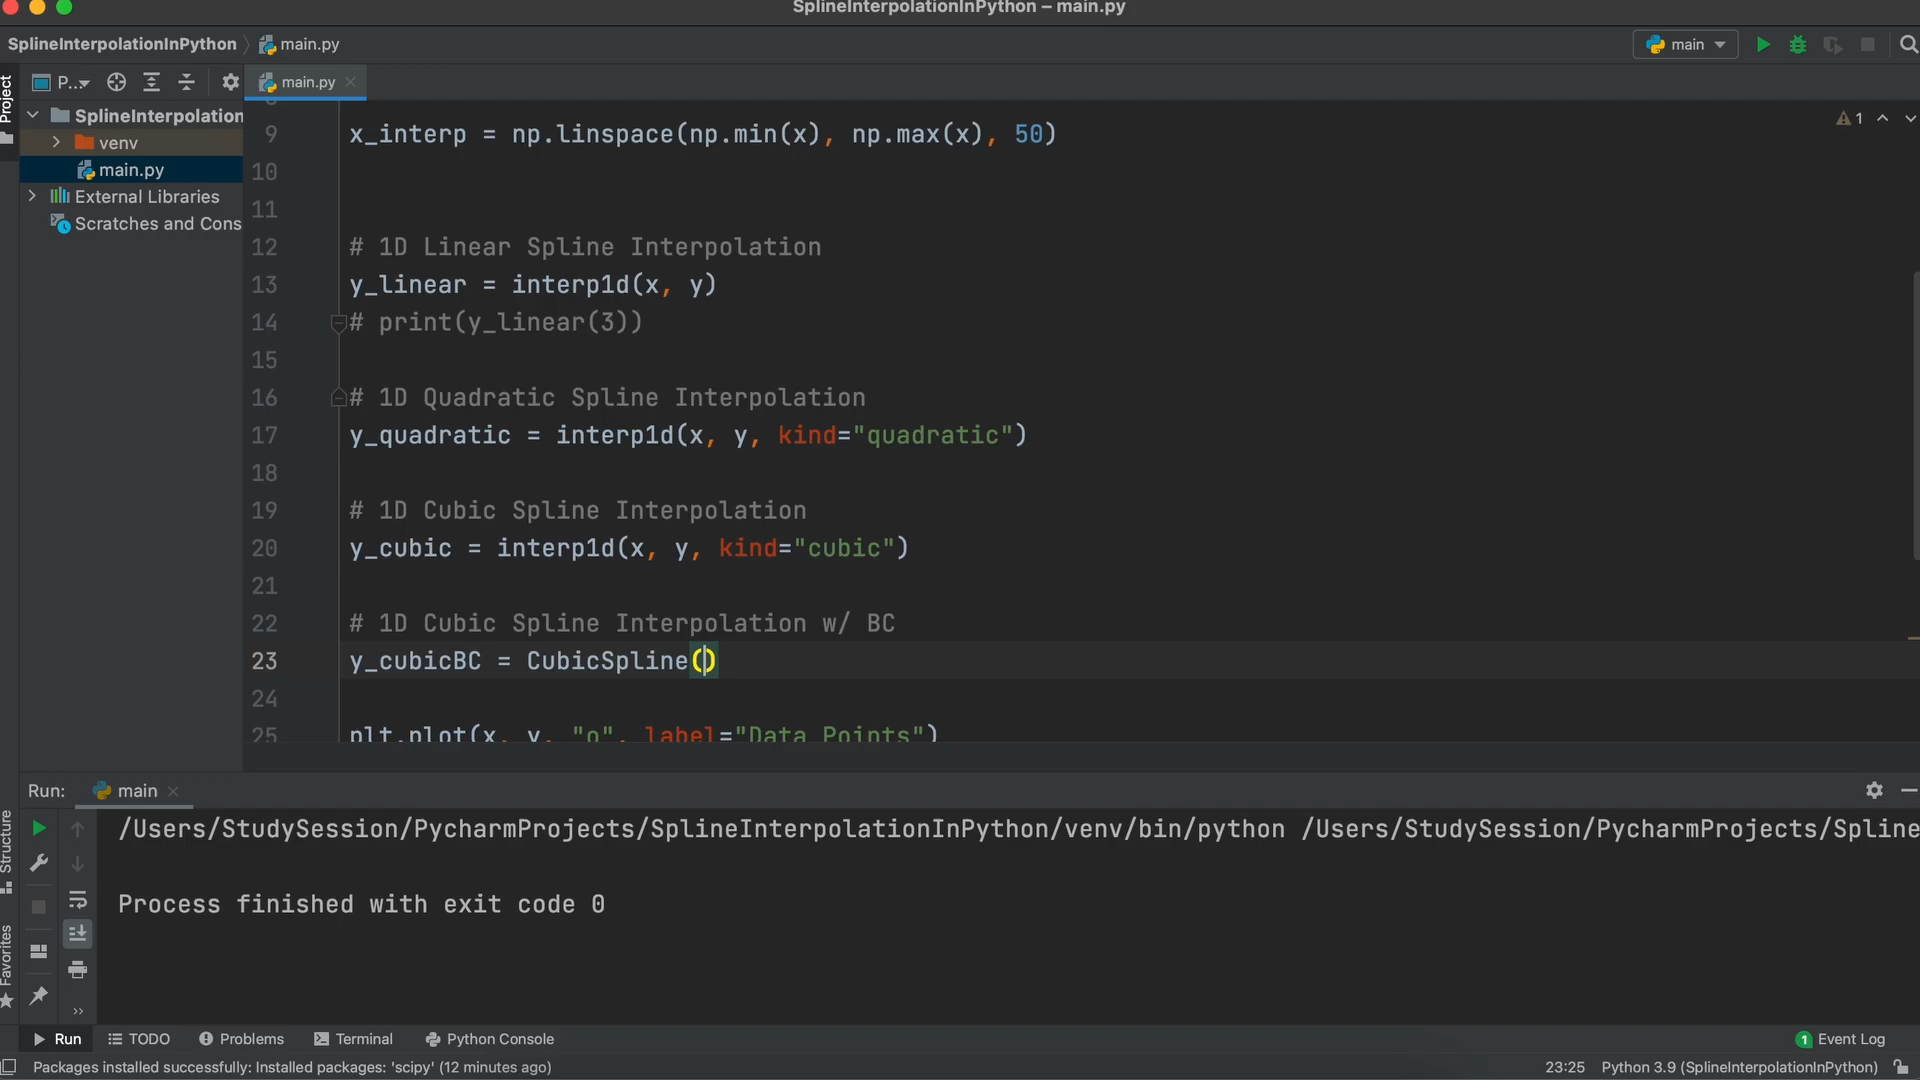 SplineInterpolationInPython – main.py
SplineInterpolationInPython main.py
main
P... main.py
Project
SplineInterpolation
venv
main.py
External Libraries
Scratches and Cons
1
9 x_interp = np.linspace(np.min(x), np.max(x), 50)
10
11
12 # 1D Linear Spline Interpolation
13 y_linear = interp1d(x, y)
14 # print(y_linear(3))
15
16 # 1D Quadratic Spline Interpolation
17 y_quadratic = interp1d(x, y, kind="quadratic")
18
19 # 1D Cubic Spline Interpolation
20 y_cubic = interp1d(x, y, kind="cubic")
21
22 # 1D Cubic Spline Interpolation w/ BC
23 y_cubicBC = CubicSpline()
24
25 plt.plot(x, y, "o", label="Data Points")
Run: main
/Users/StudySession/PycharmProjects/SplineInterpolationInPython/venv/bin/python /Users/StudySession/PycharmProjects/Spline
Process finished with exit code 0
Structure
Favorites
Run TODO Problems Terminal Python Console 1 Event Log
Packages installed successfully: Installed packages: 'scipy' (12 minutes ago) 23:25 Python 3.9 (SplineInterpolationInPython)